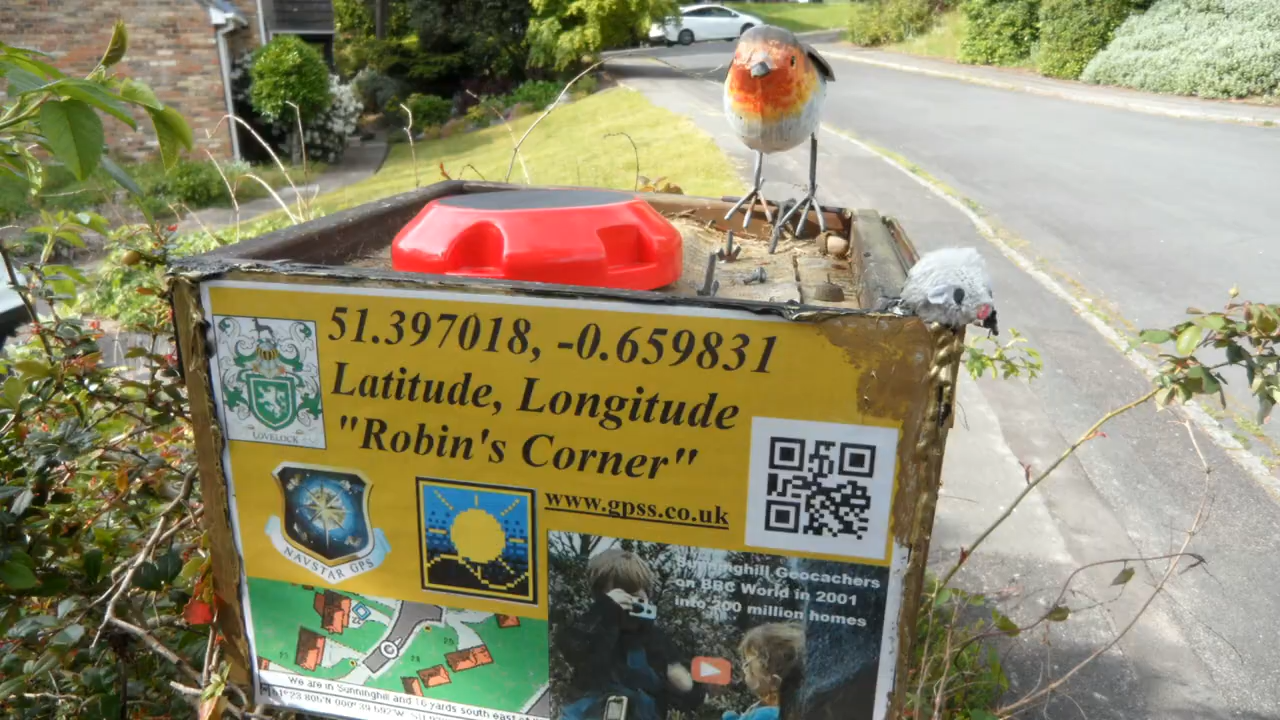 51.397018, -0.659831
Latitude, Longitude
"Robin's Corner"
LOVELOCK
www.gpss.co.uk
NAVSTAR GPS
Sunninghill Geocachers
on BBC World in 2001
into 200 million homes
We are in Sunninghill and 16 yards south east of